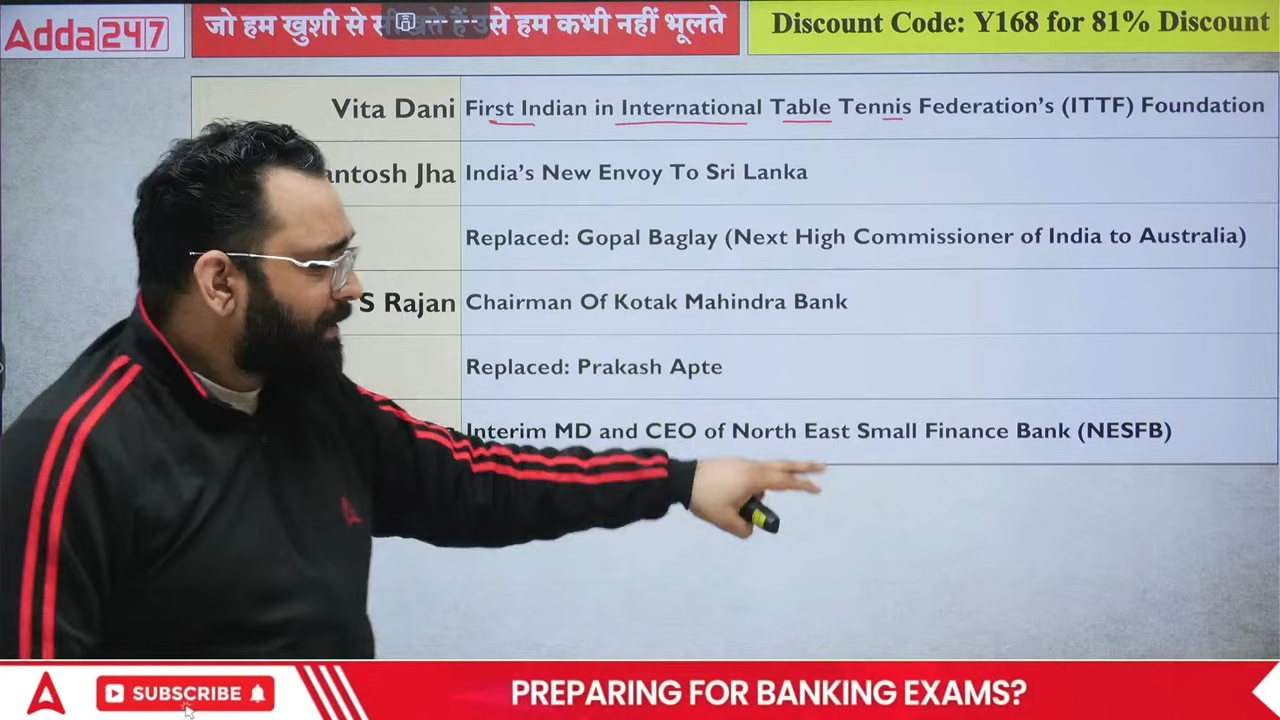 Adda247
जो हम खुशी से सीखते हैं उसे हम कभी नहीं भूलते
Discount Code: Y168 for 81% Discount
Vita Dani First Indian in International Table Tennis Federation's (ITTF) Foundation
Jha India's New Envoy To Sri Lanka
Replaced: Gopal Baglay (Next High Commissioner of India to Australia)
S Rajan Chairman Of Kotak Mahindra Bank
Replaced: Prakash Apte
Interim MD and CEO of North East Small Finance Bank (NESFB)
SUBSCRIBE
PREPARING FOR BANKING EXAMS?